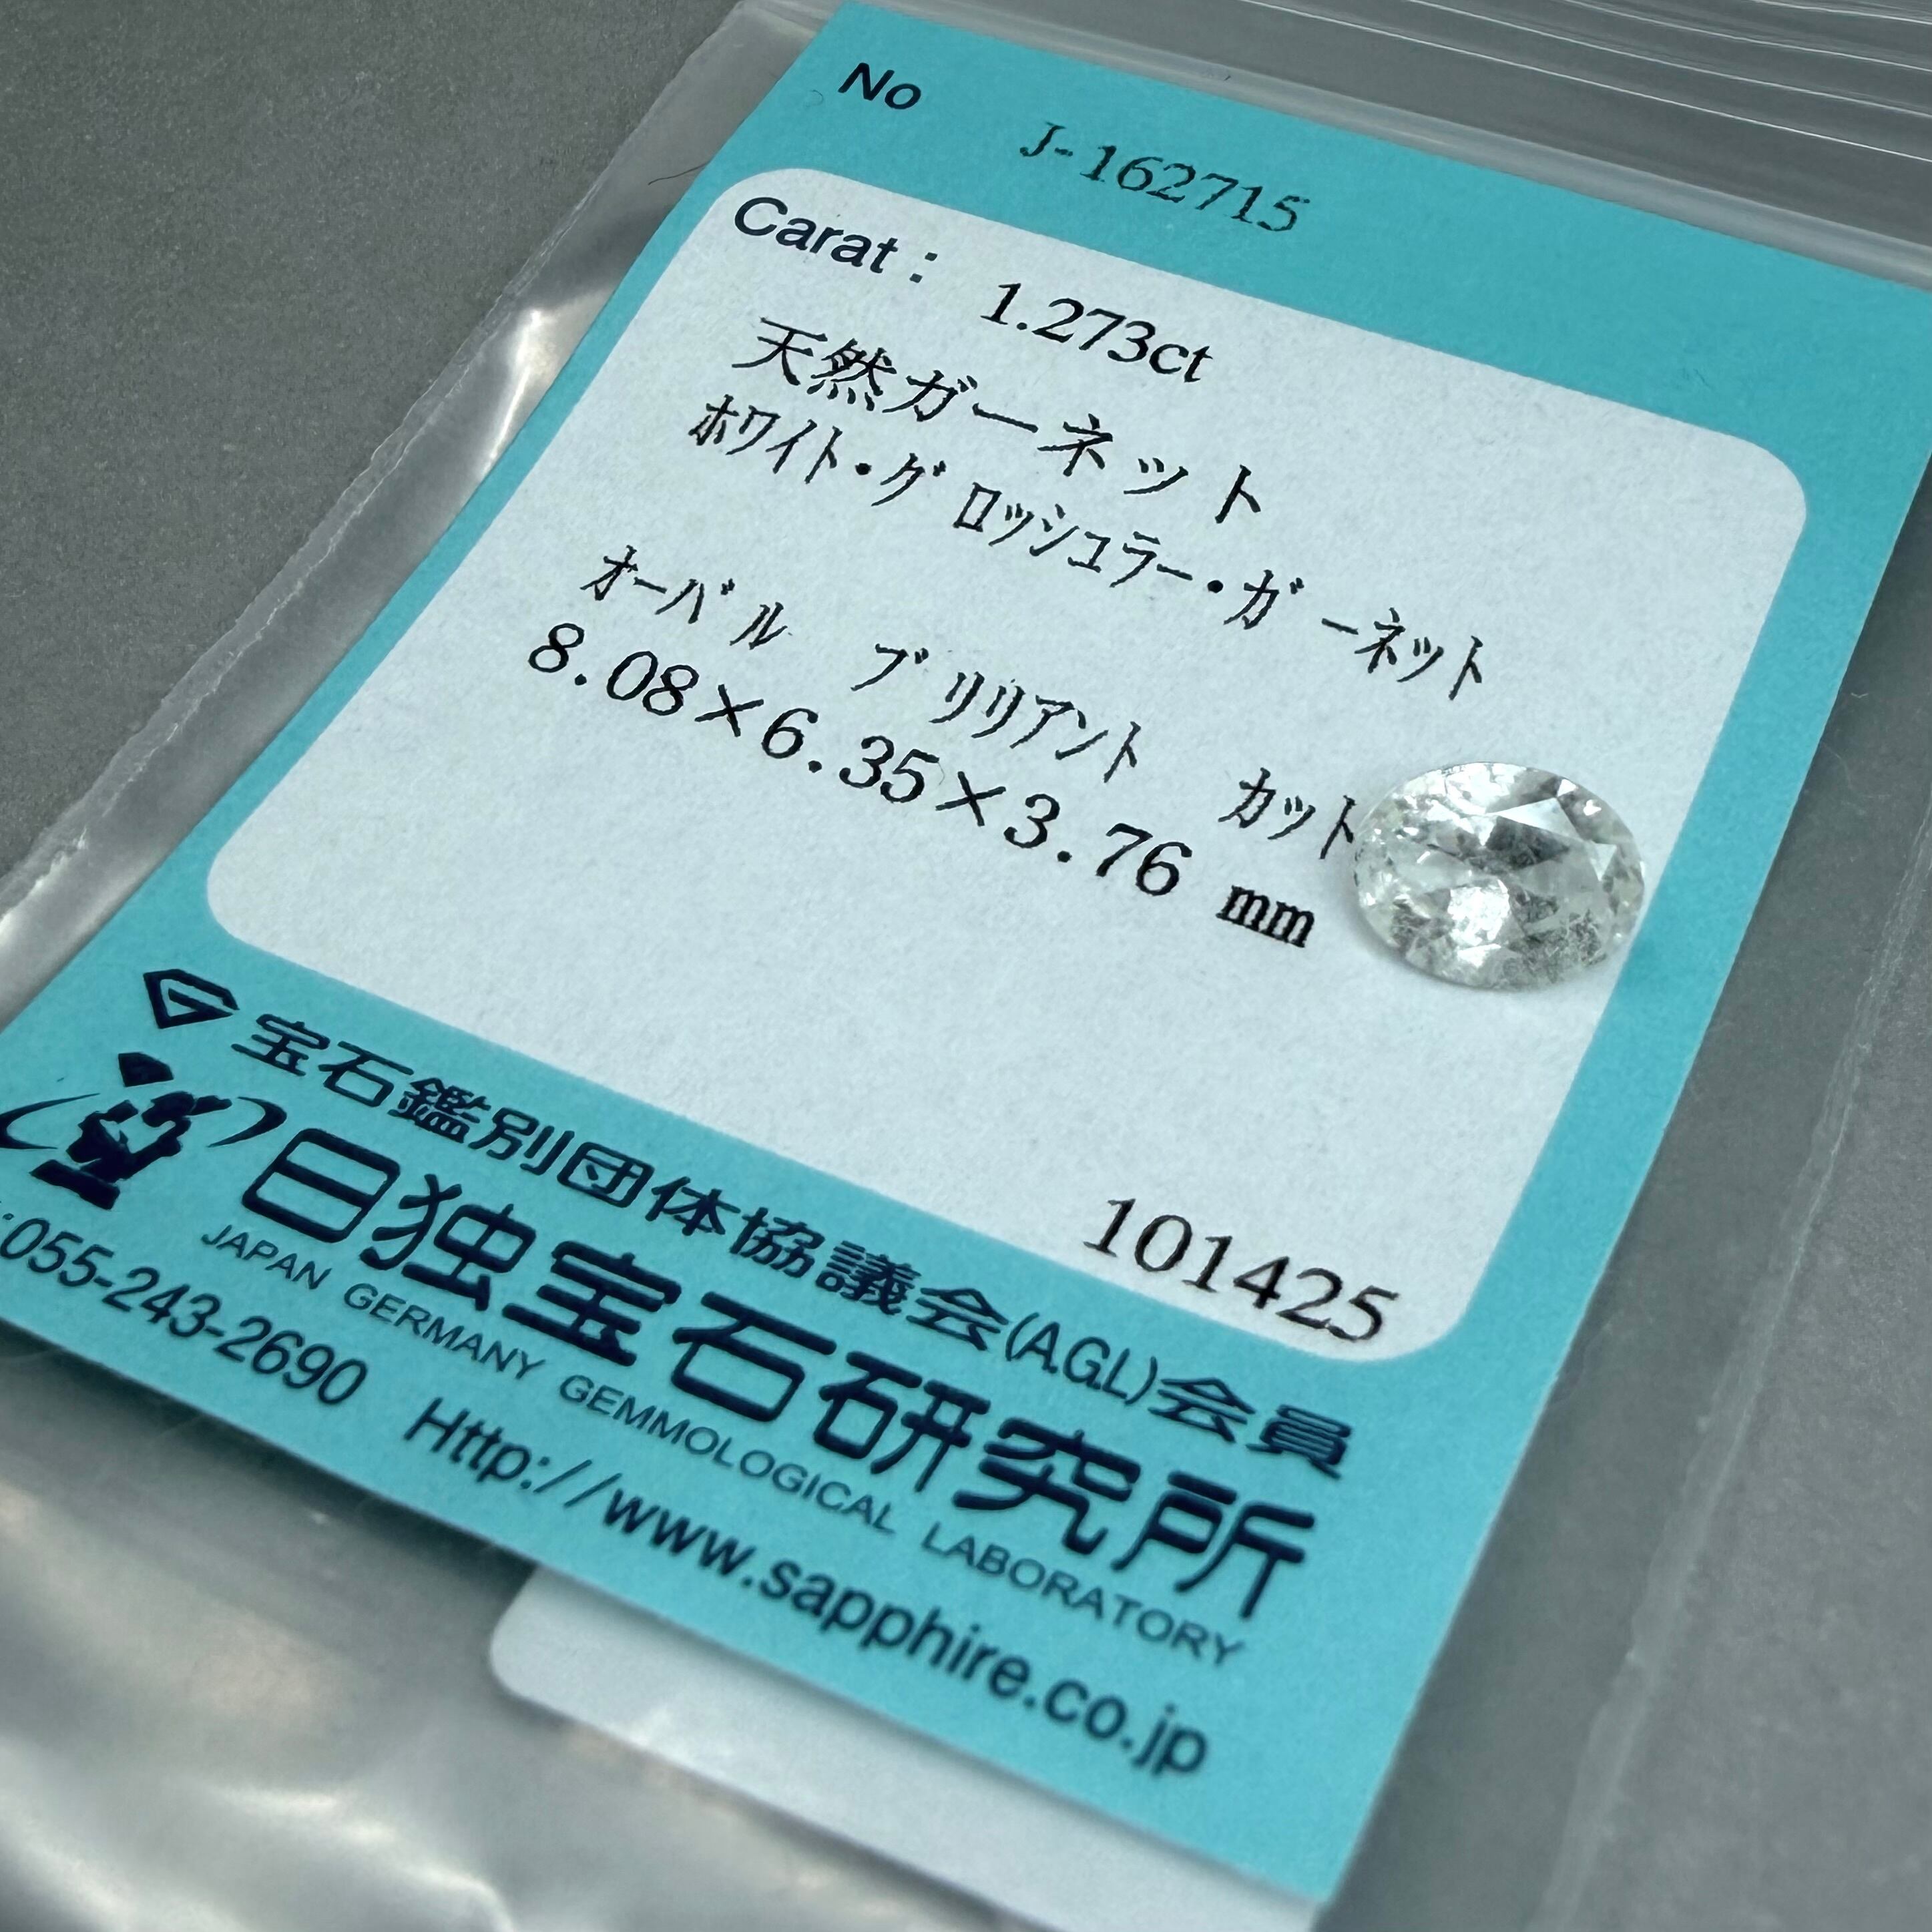 No J-162715
Carat : 1.273ct
天然ガーネット
ﾎﾜｲﾄ・ｸﾞﾛｯｼｭﾗｰ・ｶﾞｰﾈｯﾄ
ｵｰﾊﾞﾙ ﾌﾞﾘﾘｱﾝﾄ ｶｯﾄ
8.08×6.35×3.76 mm
101425
宝石鑑別団体協議会(A.G.L)会員
日独宝石研究所
JAPAN GERMANY GEMMOLOGICAL LABORATORY
:055-243-2690 Http://www.sapphire.co.jp